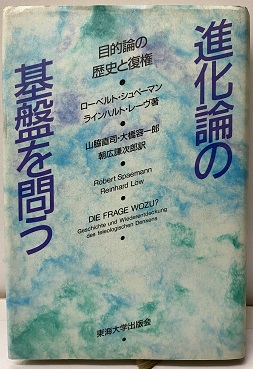 進化論の
基盤を問う
目的論の
歴史と復権
ローベルト・シュペーマン
ラインハルト・レーヴ著
山脇直司・大橋容一郎
朝広謙次郎訳
Robert Spaemann
Reinhard Löw
DIE FRAGE WOZU?
Geschichte und Wiederentdeckung
des teleologischen Denkens
東海大学出版会